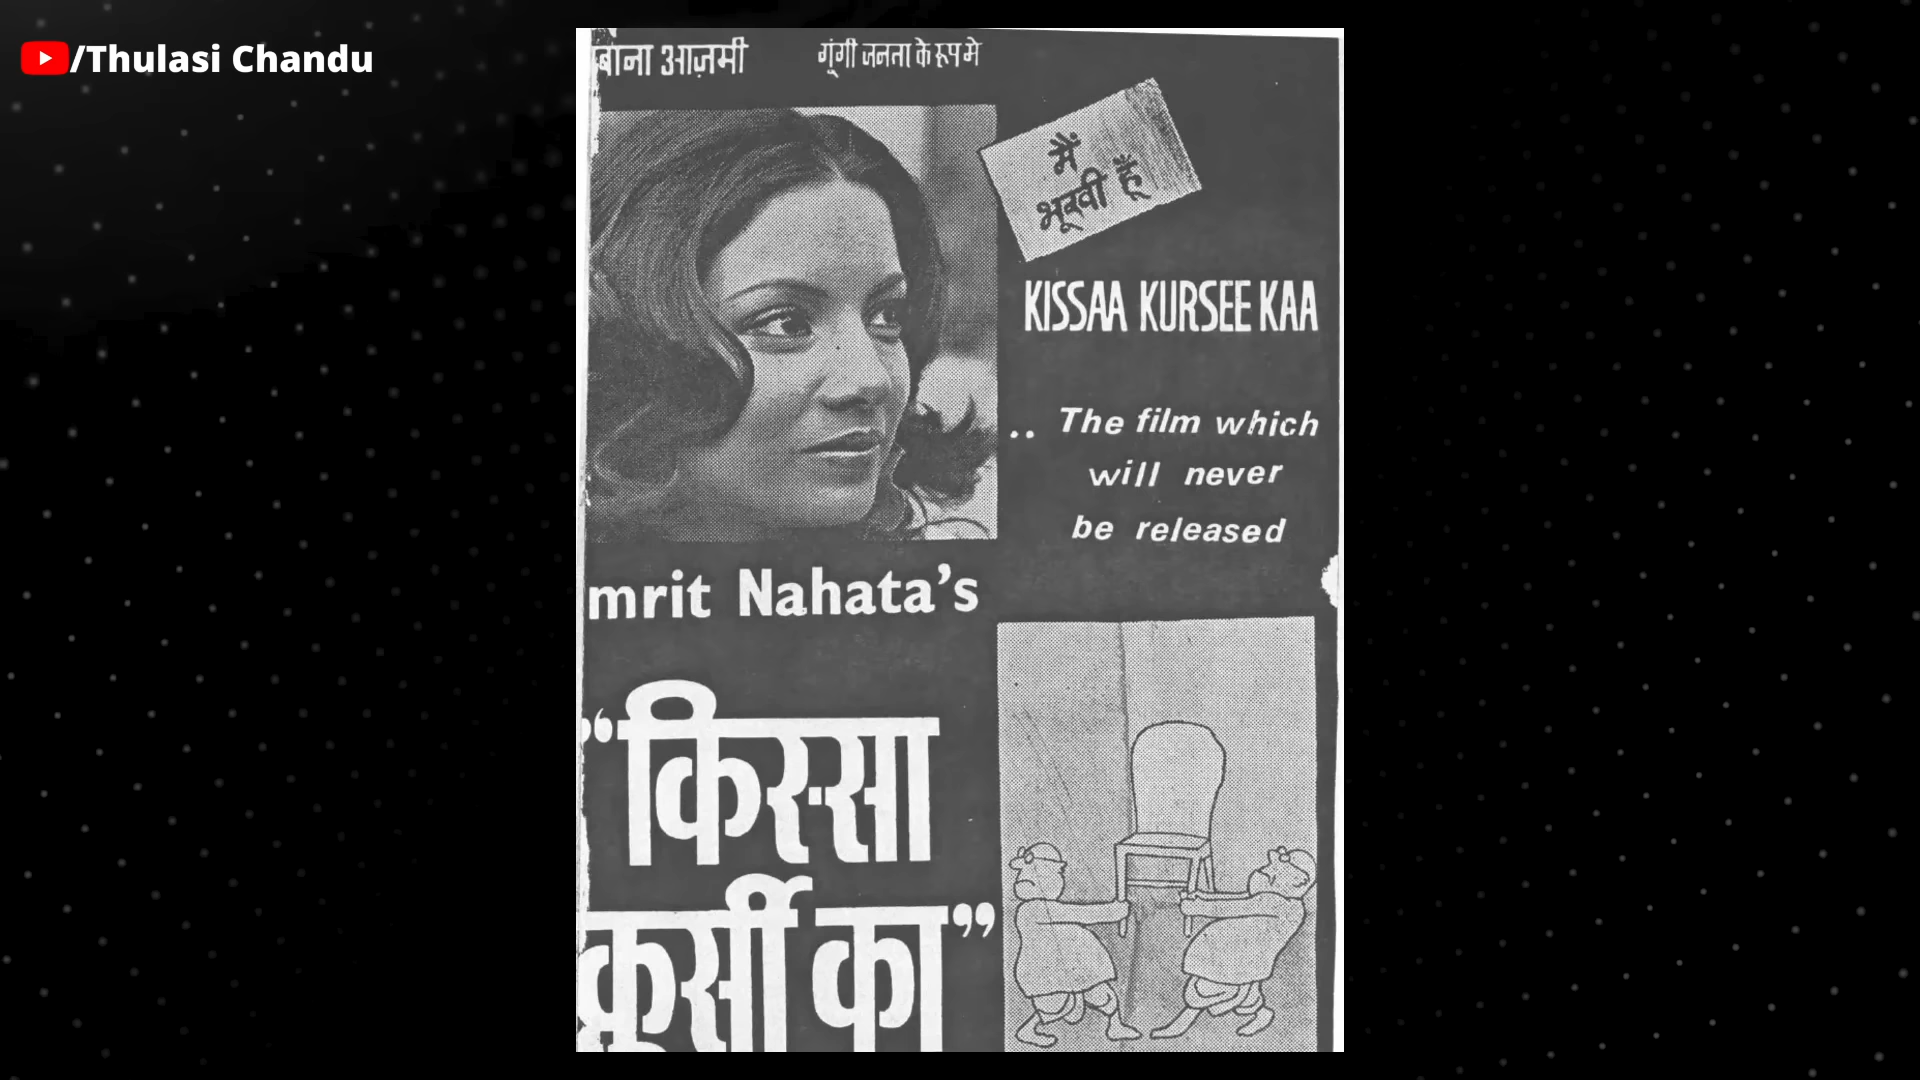 /Thulasi Chandu
बाना आज़मी
गूंगी जनता के रूप मे
मैं
भूखी हूँ
KISSAA KURSEE KAA
.. The film which
will never
be released
mrit Nahata's
“किस्सा
कुर्सी का”